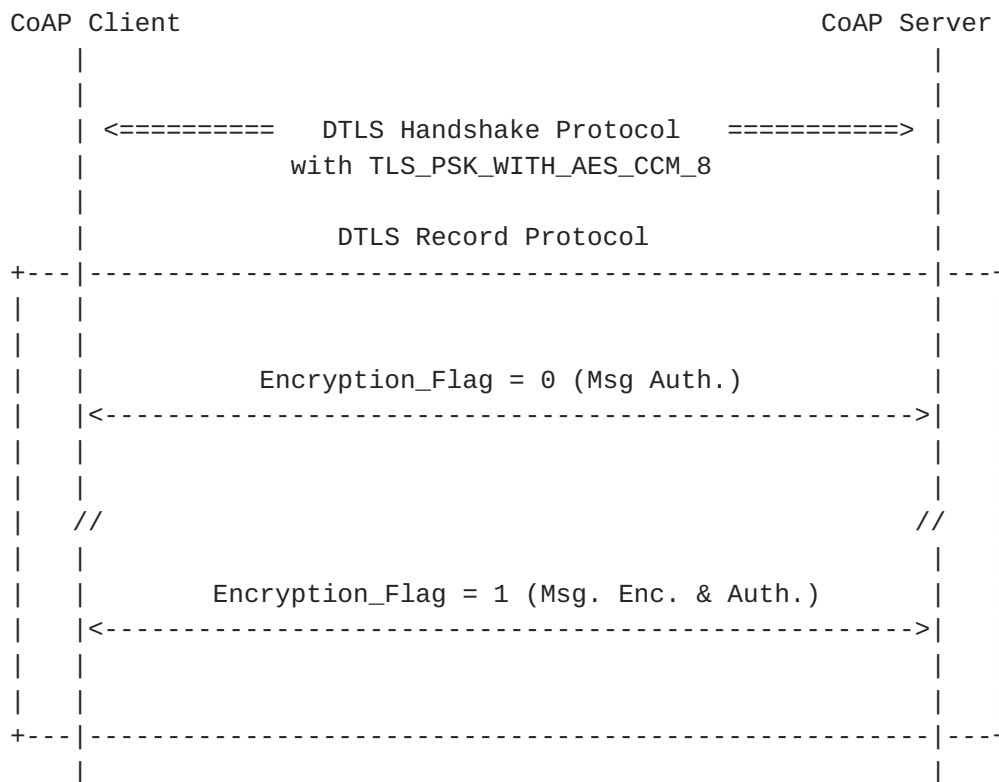 CoAP Client                                         CoAP Server
    |                                                      |
    |                                                      |
    | <==========   DTLS Handshake Protocol   ===========> |
    |            with TLS_PSK_WITH_AES_CCM_8               |
    |                                                      |
    |                DTLS Record Protocol                  |
+---|------------------------------------------------------|---+
|   |                                                      |
|   |                                                      |
|   |          Encryption_Flag = 0 (Msg Auth.)             |
|   |<---------------------------------------------------->|
|   |                                                      |
|   |                                                      |
|   //                                                    //
|   |                                                      |
|   |       Encryption_Flag = 1 (Msg. Enc. & Auth.)        |
|   |<---------------------------------------------------->|
|   |                                                      |
|   |                                                      |
+---|------------------------------------------------------|---+
    |                                                      |